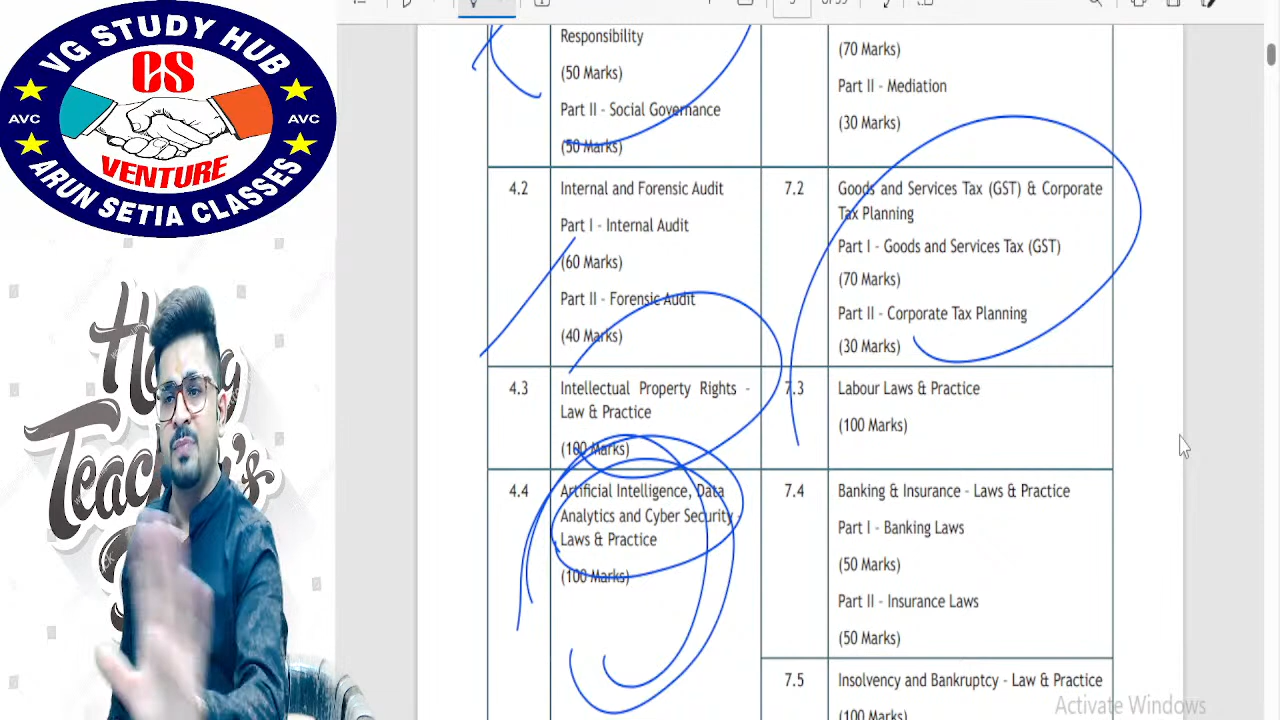 VG STUDY HUB
CS
AVC
AVC
VENTURE
ARUN SETIA CLASSES
Teacher's
Responsibility
(50 Marks)
Part II - Social Governance
(50 Marks)
(70 Marks)
Part II - Mediation
(30 Marks)
4.2
Internal and Forensic Audit
Part I - Internal Audit
(60 Marks)
Part II - Forensic Audit
(40 Marks)
7.2
Goods and Services Tax (GST) & Corporate
Tax Planning
Part I - Goods and Services Tax (GST)
(70 Marks)
Part II - Corporate Tax Planning
(30 Marks)
4.3
Intellectual Property Rights -
Law & Practice
(100 Marks)
7.3
Labour Laws & Practice
(100 Marks)
4.4
Artificial Intelligence, Data
Analytics and Cyber Security -
Laws & Practice
(100 Marks)
7.4
Banking & Insurance - Laws & Practice
Part I - Banking Laws
(50 Marks)
Part II - Insurance Laws
(50 Marks)
7.5
Insolvency and Bankruptcy - Law & Practice
(100 Marks)
Activate Windows